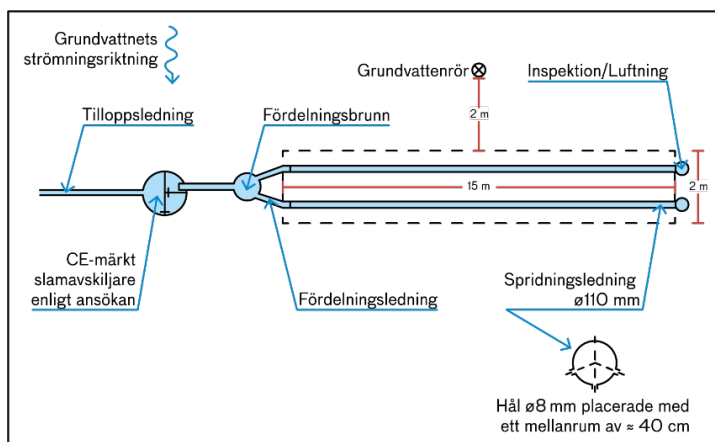 Grundvattnets
strömningsriktning
Grundvattenrör
Inspektion/Luftning
Tilloppsledning
Fördelningsbrunn
2 m
15 m
2 m
CE-märkt
slamavskiljare
enligt ansökan
Fördelningsledning
Spridningsledning
ø110 mm
Hål ø8 mm placerade med
ett mellanrum av ≈ 40 cm